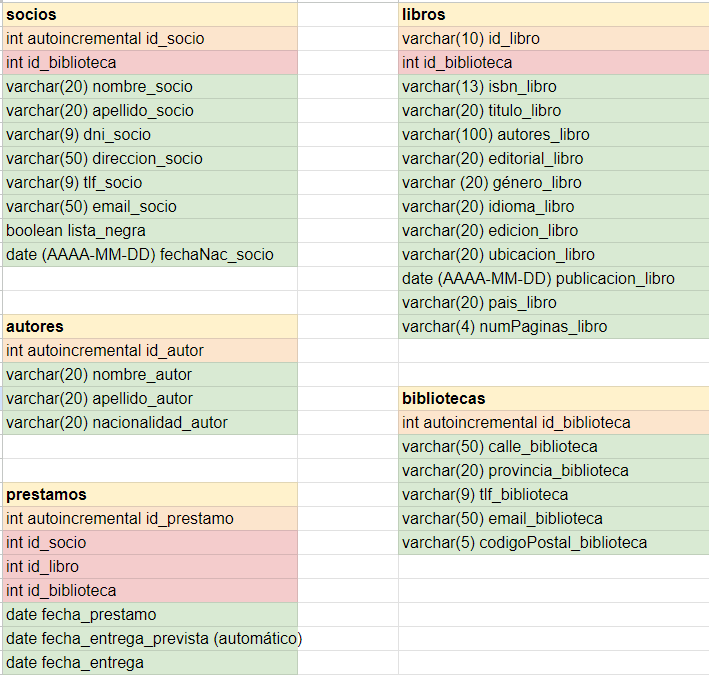 socios
int autoincremental id_socio
int id_biblioteca
varchar(20) nombre_socio
varchar(20) apellido_socio
varchar(9) dni_socio
varchar(50) direccion_socio
varchar(9) tlf_socio
varchar(50) email_socio
boolean lista_negra
date (AAAA-MM-DD) fechaNac_socio
autores
int autoincremental id_autor
varchar(20) nombre_autor
varchar(20) apellido_autor
varchar(20) nacionalidad_autor
prestamos
int autoincremental id_prestamo
int id_socio
int id_libro
int id_biblioteca
date fecha_prestamo
date fecha_entrega_prevista (automático)
date fecha_entrega
libros
varchar(10) id_libro
int id_biblioteca
varchar(13) isbn_libro
varchar(20) titulo_libro
varchar(100) autores_libro
varchar(20) editorial_libro
varchar (20) género_libro
varchar(20) idioma_libro
varchar(20) edicion_libro
varchar(20) ubicacion_libro
date (AAAA-MM-DD) publicacion_libro
varchar(20) pais_libro
varchar(4) numPaginas_libro
bibliotecas
int autoincremental id_biblioteca
varchar(50) calle_biblioteca
varchar(20) provincia_biblioteca
varchar(9) tlf_biblioteca
varchar(50) email_biblioteca
varchar(5) codigoPostal_biblioteca